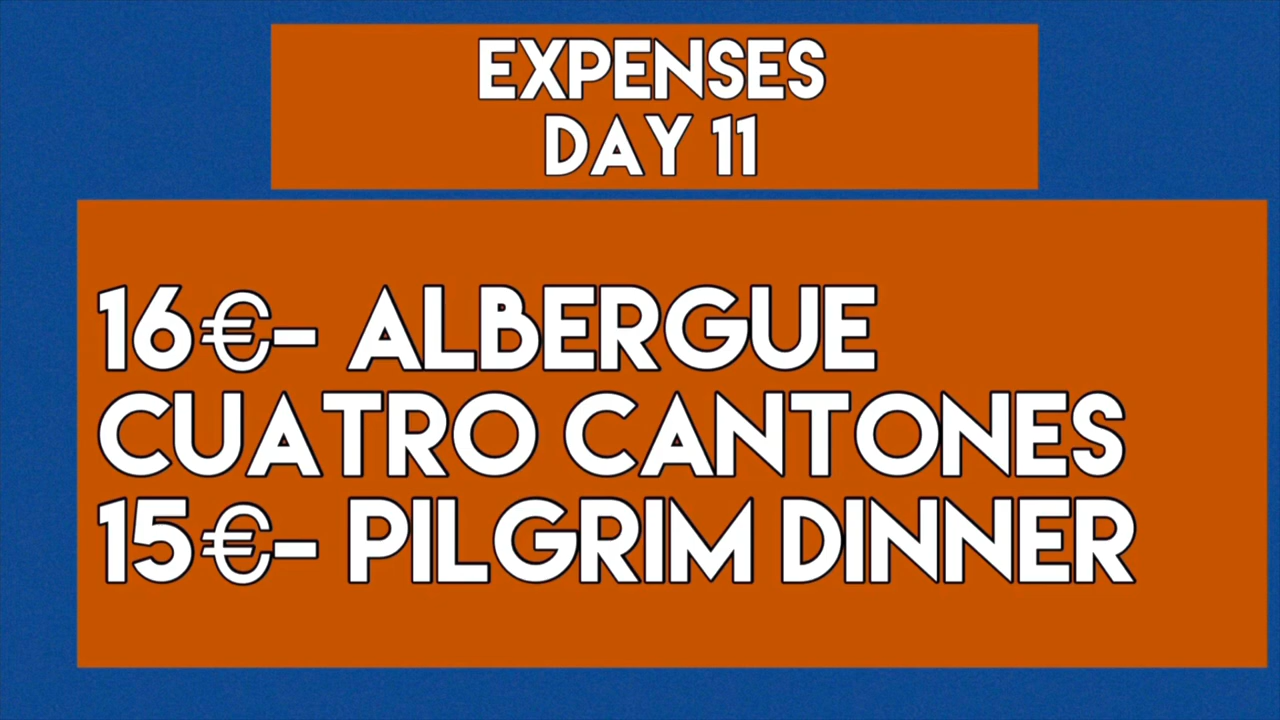 EXPENSES
DAY 11
16€- ALBERGUE
CUATRO CANTONES
15€- PILGRIM DINNER